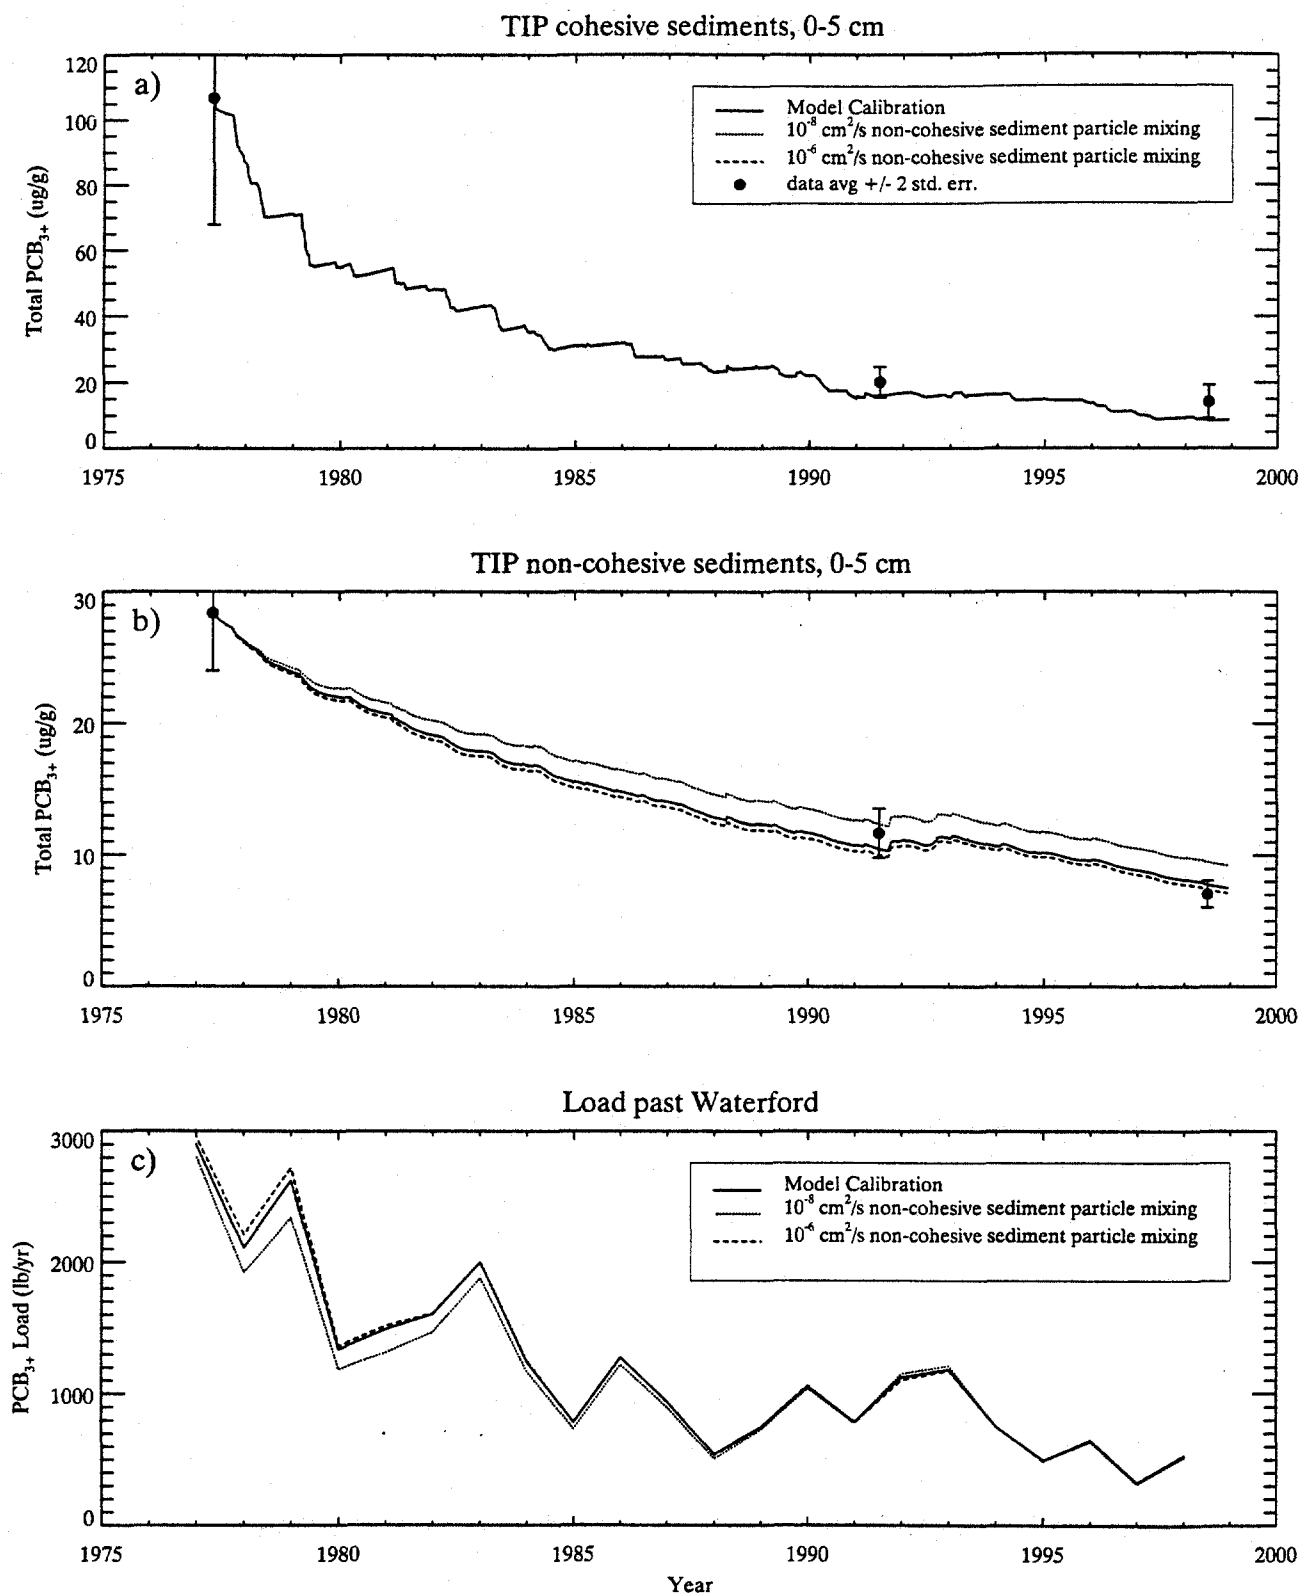 TIP cohesive sediments, 0-5 cm
a)
Total PCB₃₊ (ug/g)
120
100
80
60
40
20
0
Model Calibration
10⁻⁸ cm²/s non-cohesive sediment particle mixing
10⁻⁶ cm²/s non-cohesive sediment particle mixing
data avg +/- 2 std. err.
1975 1980 1985 1990 1995 2000
TIP non-cohesive sediments, 0-5 cm
b)
Total PCB₃₊ (ug/g)
30
20
10
0
1975 1980 1985 1990 1995 2000
Load past Waterford
c)
PCB₃₊ Load (lb/yr)
3000
2000
1000
0
Model Calibration
10⁻⁸ cm²/s non-cohesive sediment particle mixing
10⁻⁶ cm²/s non-cohesive sediment particle mixing
1975 1980 1985 1990 1995 2000
Year